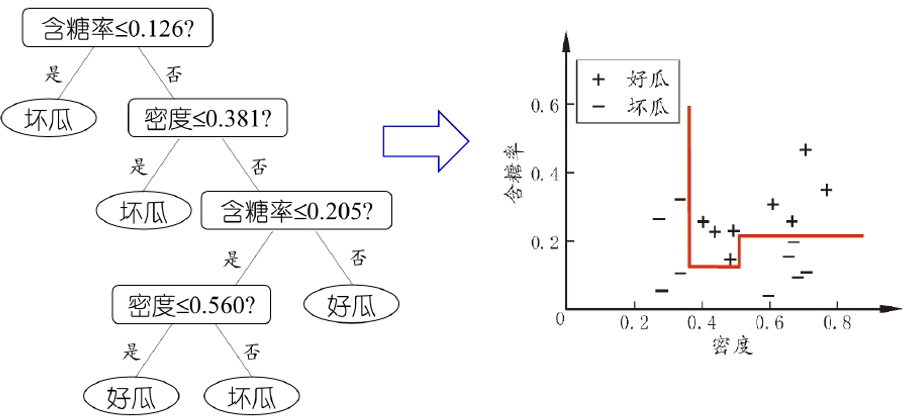 含糖率≤0.126?
是
否
坏瓜
密度≤0.381?
是
否
坏瓜
含糖率≤0.205?
是
否
密度≤0.560?
好瓜
是
否
好瓜
坏瓜
+ 好瓜
− 坏瓜
0.6
0.4
0.2
含糖率
0
0.2
0.4
0.6
0.8
密度